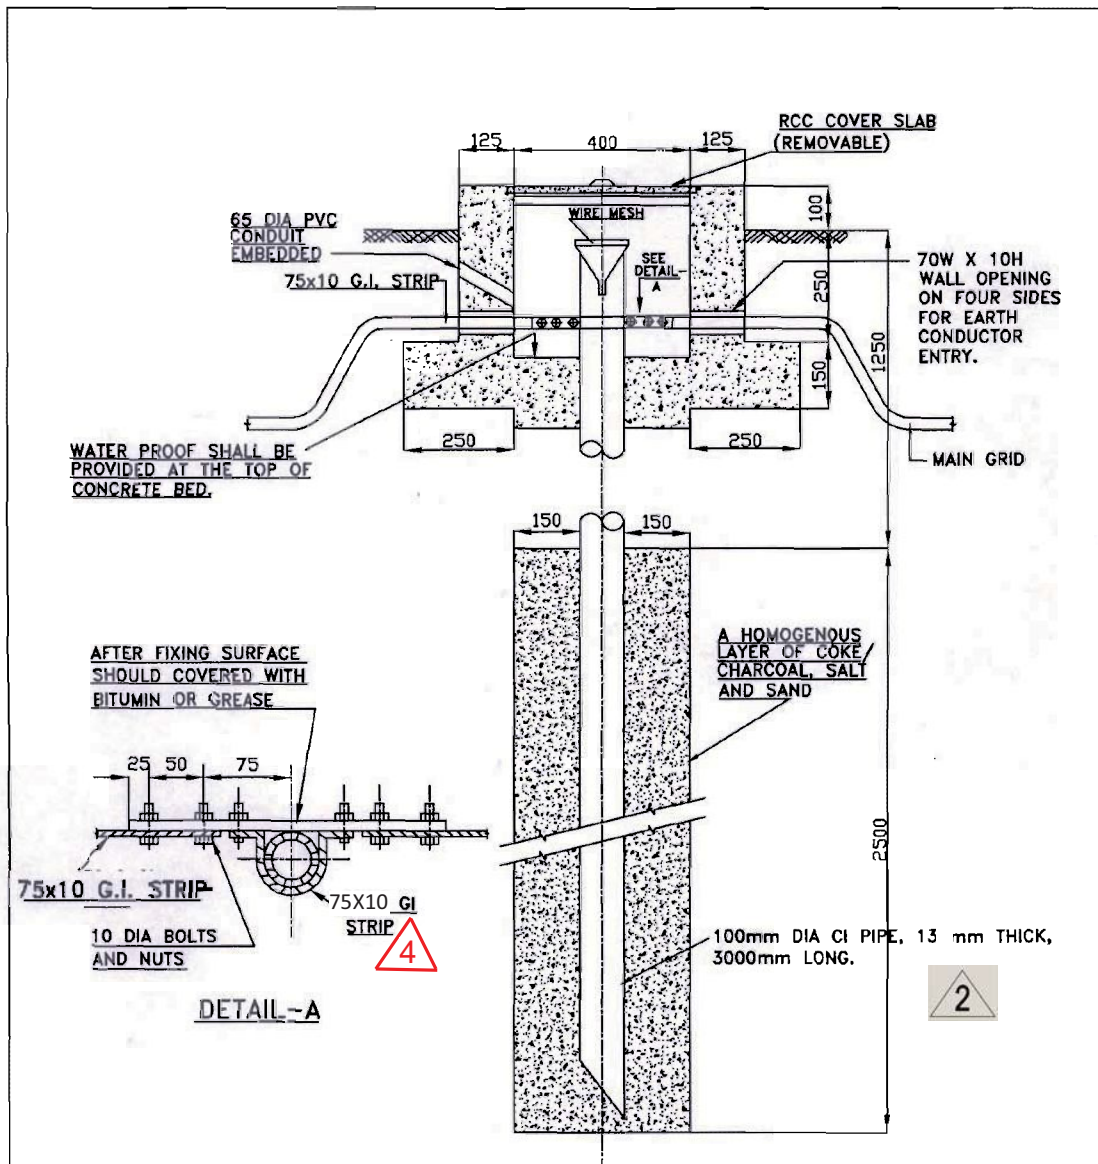 RCC COVER SLAB
(REMOVABLE)
125
400
125
100
65 DIA PVC
CONDUIT
EMBEDDED
75x10 G.I. STRIP
WIRE MESH
SEE
DETAIL-
A
250
70W X 10H
WALL OPENING
ON FOUR SIDES
FOR EARTH
CONDUCTOR
ENTRY.
1250
150
250
250
WATER PROOF SHALL BE
PROVIDED AT THE TOP OF
CONCRETE BED.
MAIN GRID
150
150
A HOMOGENOUS
LAYER OF COKE/
CHARCOAL, SALT
AND SAND
AFTER FIXING SURFACE
SHOULD COVERED WITH
BITUMIN OR GREASE
25
50
75
2500
75x10 G.I. STRIP
75X10 GI
STRIP
4
10 DIA BOLTS
AND NUTS
100mm DIA CI PIPE, 13 mm THICK,
3000mm LONG.
2
DETAIL-A